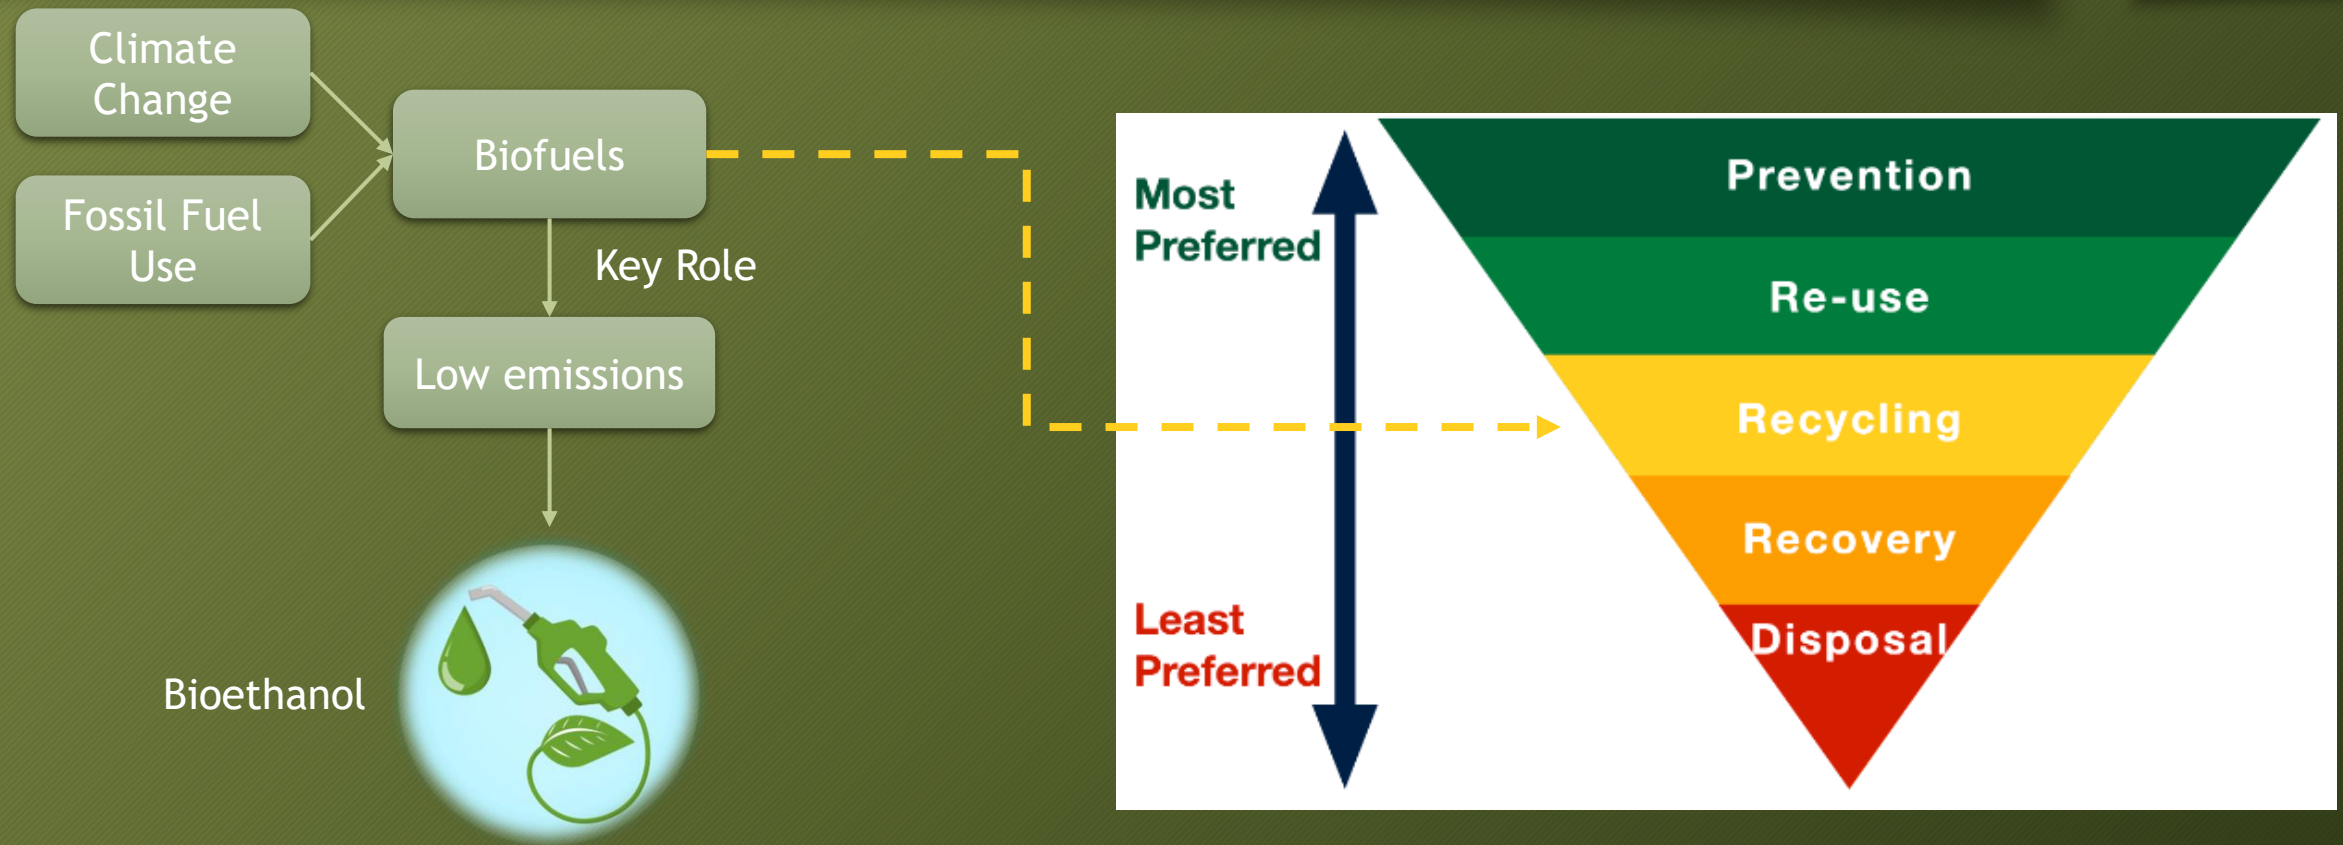 Climate
Change
Fossil Fuel
Use
Biofuels
Key Role
Low emissions
Bioethanol
Most
Preferred
Least
Preferred
Prevention
Re-use
Recycling
Recovery
Disposal